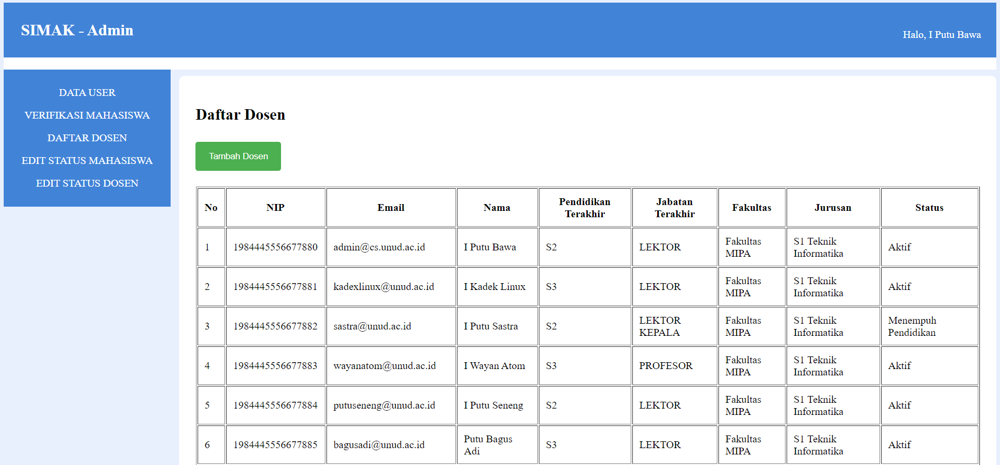 SIMAK - Admin
Halo, I Putu Bawa
DATA USER
VERIFIKASI MAHASISWA
DAFTAR DOSEN
EDIT STATUS MAHASISWA
EDIT STATUS DOSEN
Daftar Dosen
Tambah Dosen
No NIP Email Nama Pendidikan Terakhir Jabatan Terakhir Fakultas Jurusan Status
1 1984445556677880 admin@cs.unud.ac.id I Putu Bawa S2 LEKTOR Fakultas MIPA S1 Teknik Informatika Aktif
2 1984445556677881 kadexlinux@unud.ac.id I Kadek Linux S3 LEKTOR Fakultas MIPA S1 Teknik Informatika Aktif
3 1984445556677882 sastra@unud.ac.id I Putu Sastra S2 LEKTOR KEPALA Fakultas MIPA S1 Teknik Informatika Menempuh Pendidikan
4 1984445556677883 wayanatom@unud.ac.id I Wayan Atom S3 PROFESOR Fakultas MIPA S1 Teknik Informatika Aktif
5 1984445556677884 putuseneng@unud.ac.id I Putu Seneng S2 LEKTOR Fakultas MIPA S1 Teknik Informatika Aktif
6 1984445556677885 bagusadi@unud.ac.id Putu Bagus Adi S3 LEKTOR Fakultas MIPA S1 Teknik Informatika Aktif